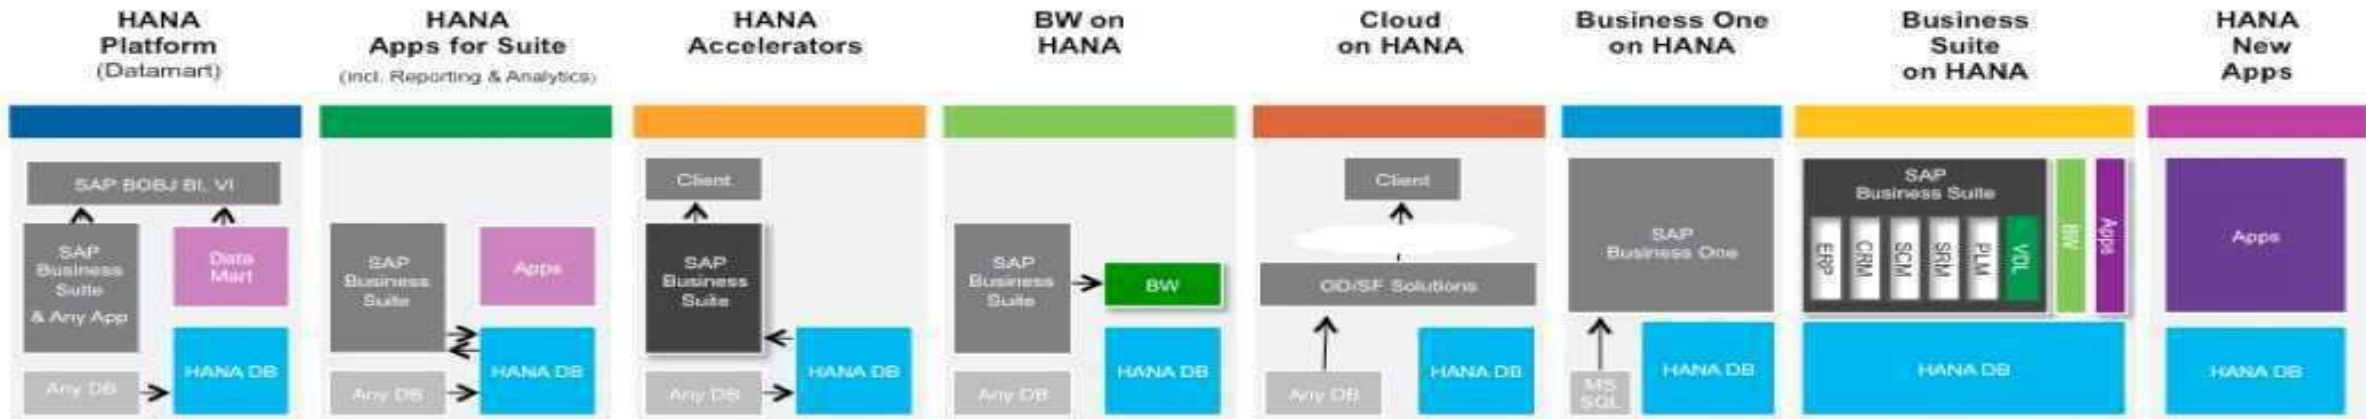 HANA
Platform
(Datamart)
SAP BOBJ BI, VI
SAP
Business
Suite
& Any App
Data
Mart
HANA DB
Any DB
HANA
Apps for Suite
(incl. Reporting & Analytics)
SAP
Business
Suite
Apps
HANA DB
Any DB
HANA
Accelerators
Client
SAP
Business
Suite
HANA DB
Any DB
BW on
HANA
SAP
Business
Suite
BW
HANA DB
Any DB
Cloud
on HANA
Client
OD/SF Solutions
Any DB
HANA DB
Business One
on HANA
SAP
Business One
MS
SQL
HANA DB
Business
Suite
on HANA
SAP
Business Suite
ERP
CRM
SCM
SRM
PLM
BW
Apps
HANA DB
HANA
New
Apps
Apps
HANA DB